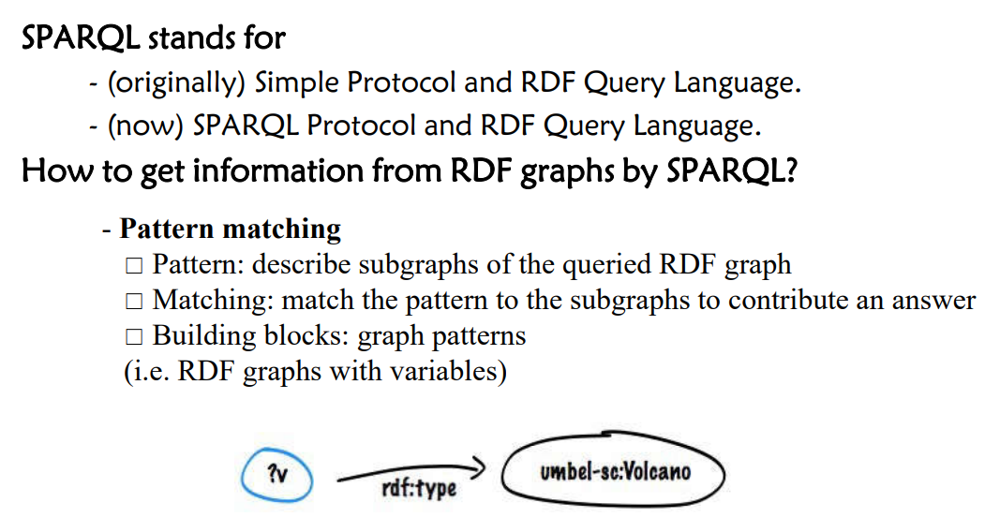 SPARQL stands for
- (originally) Simple Protocol and RDF Query Language.
- (now) SPARQL Protocol and RDF Query Language.
How to get information from RDF graphs by SPARQL?
- Pattern matching
□ Pattern: describe subgraphs of the queried RDF graph
□ Matching: match the pattern to the subgraphs to contribute an answer
□ Building blocks: graph patterns
(i.e. RDF graphs with variables)
?v
rdf:type
umbel-sc:Volcano